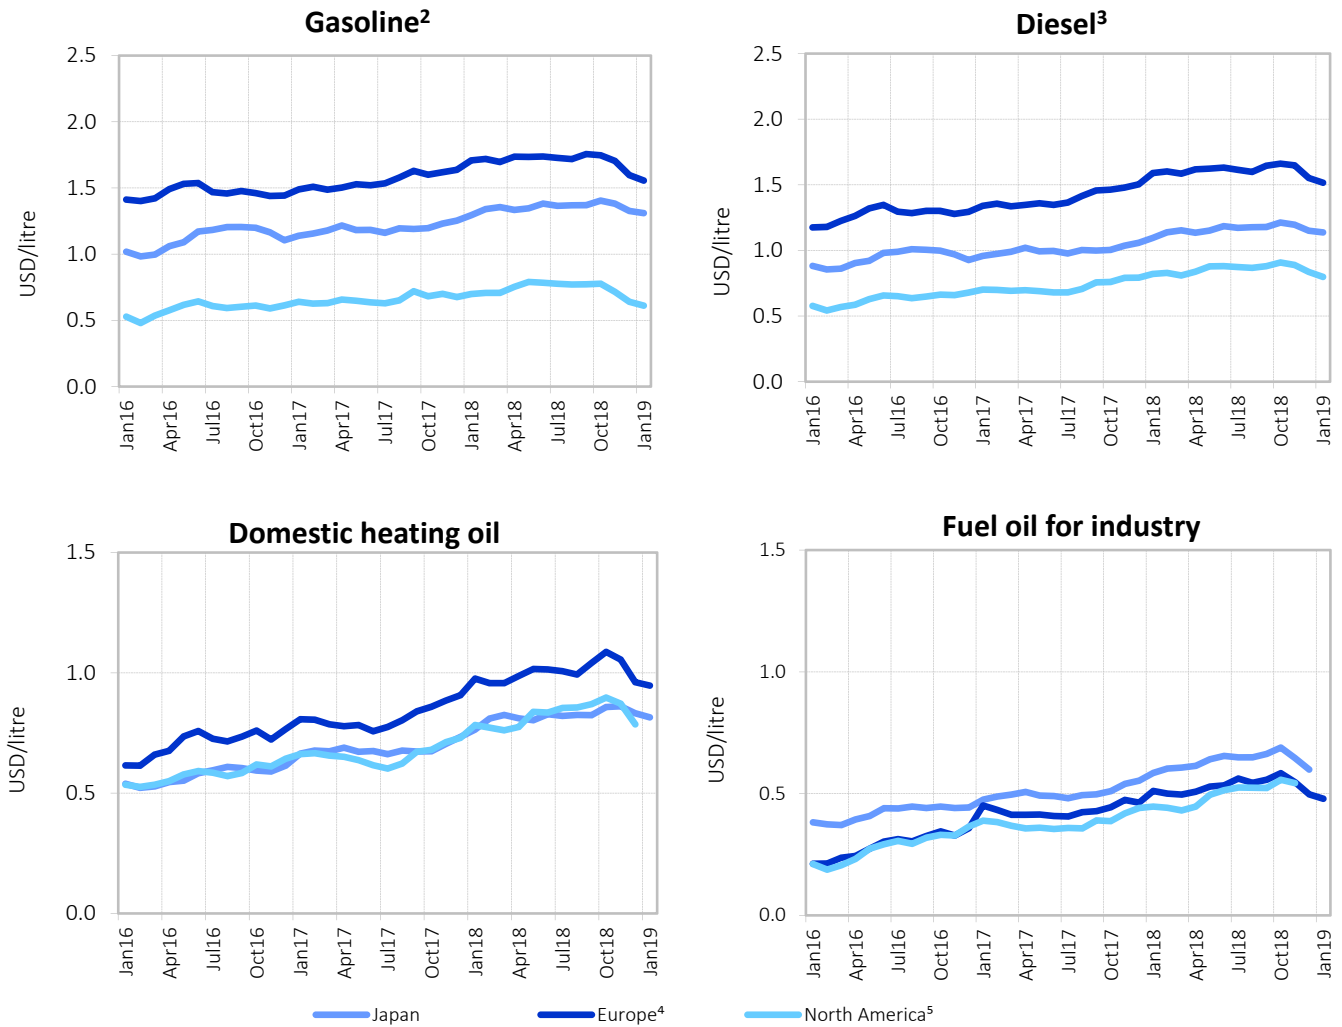 Gasoline²
USD/litre
2.5
2.0
1.5
1.0
0.5
0.0
Jan16
Apr16
Jul16
Oct16
Jan17
Apr17
Jul17
Oct17
Jan18
Apr18
Jul18
Oct18
Jan19
Diesel³
USD/litre
2.5
2.0
1.5
1.0
0.5
0.0
Jan16
Apr16
Jul16
Oct16
Jan17
Apr17
Jul17
Oct17
Jan18
Apr18
Jul18
Oct18
Jan19
Domestic heating oil
USD/litre
1.5
1.0
0.5
0.0
Jan16
Apr16
Jul16
Oct16
Jan17
Apr17
Jul17
Oct17
Jan18
Apr18
Jul18
Oct18
Jan19
Fuel oil for industry
USD/litre
1.5
1.0
0.5
0.0
Jan16
Apr16
Jul16
Oct16
Jan17
Apr17
Jul17
Oct17
Jan18
Apr18
Jul18
Oct18
Jan19
Japan
Europe⁴
North America⁵